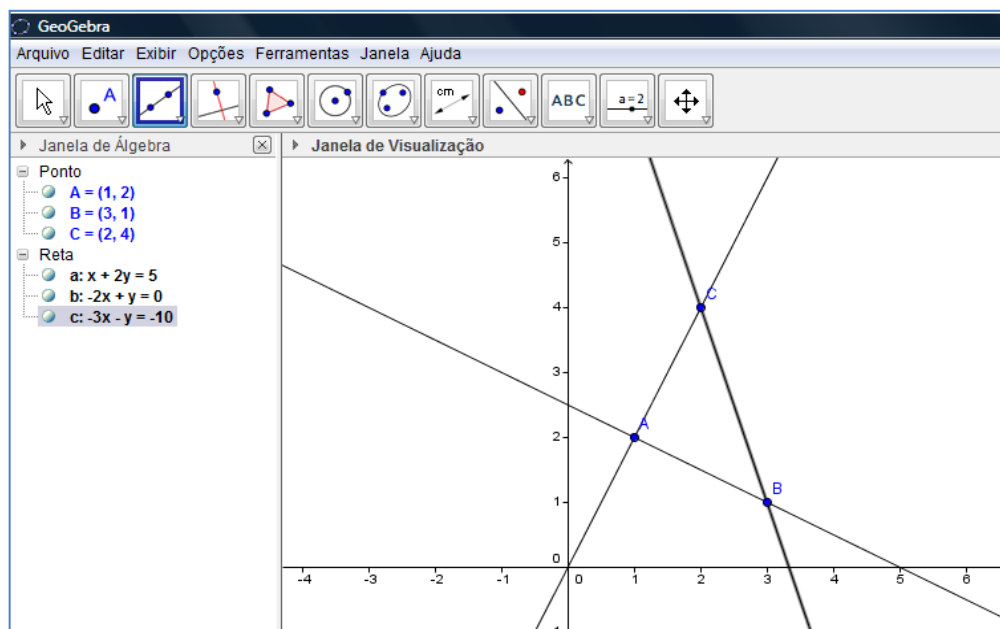 GeoGebra
Arquivo Editar Exibir Opções Ferramentas Janela Ajuda
A
cm
ABC
a=2
Janela de Álgebra
Ponto
A = (1, 2)
B = (3, 1)
C = (2, 4)
Reta
a: x + 2y = 5
b: -2x + y = 0
c: -3x - y = -10
Janela de Visualização
6
5
4
3
2
1
0
C
A
B
-4 -3 -2 -1 0 1 2 3 4 5 6